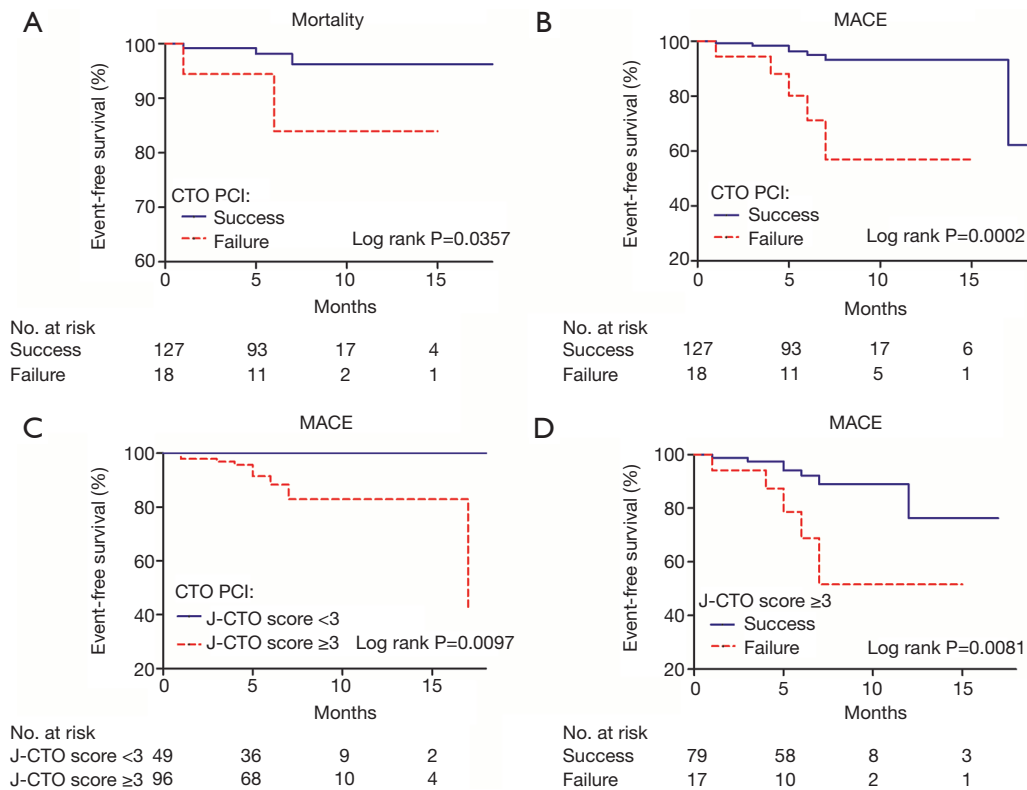 A
Mortality
100
90
80
70
60
Event-free survival (%)
CTO PCI:
Success
Failure
Log rank P=0.0357
0 5 10 15
Months
No. at risk
Success 127 93 17 4
Failure 18 11 2 1
B
MACE
100
80
60
40
20
Event-free survival (%)
CTO PCI:
Success
Failure
Log rank P=0.0002
0 5 10 15
Months
No. at risk
Success 127 93 17 6
Failure 18 11 5 1
C
MACE
100
80
60
40
20
Event-free survival (%)
CTO PCI:
J-CTO score <3
J-CTO score ≥3
Log rank P=0.0097
0 5 10 15
Months
No. at risk
J-CTO score <3 49 36 9 2
J-CTO score ≥3 96 68 10 4
D
MACE
100
80
60
40
20
Event-free survival (%)
J-CTO score ≥3
Success
Failure
Log rank P=0.0081
0 5 10 15
Months
No. at risk
Success 79 58 8 3
Failure 17 10 2 1